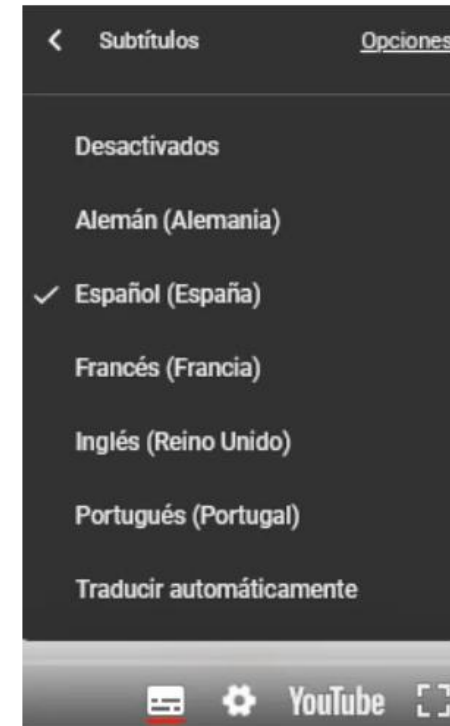 Subtítulos Opciones
Desactivados
Alemán (Alemania)
Español (España)
Francés (Francia)
Inglés (Reino Unido)
Portugués (Portugal)
Traducir automáticamente
YouTube